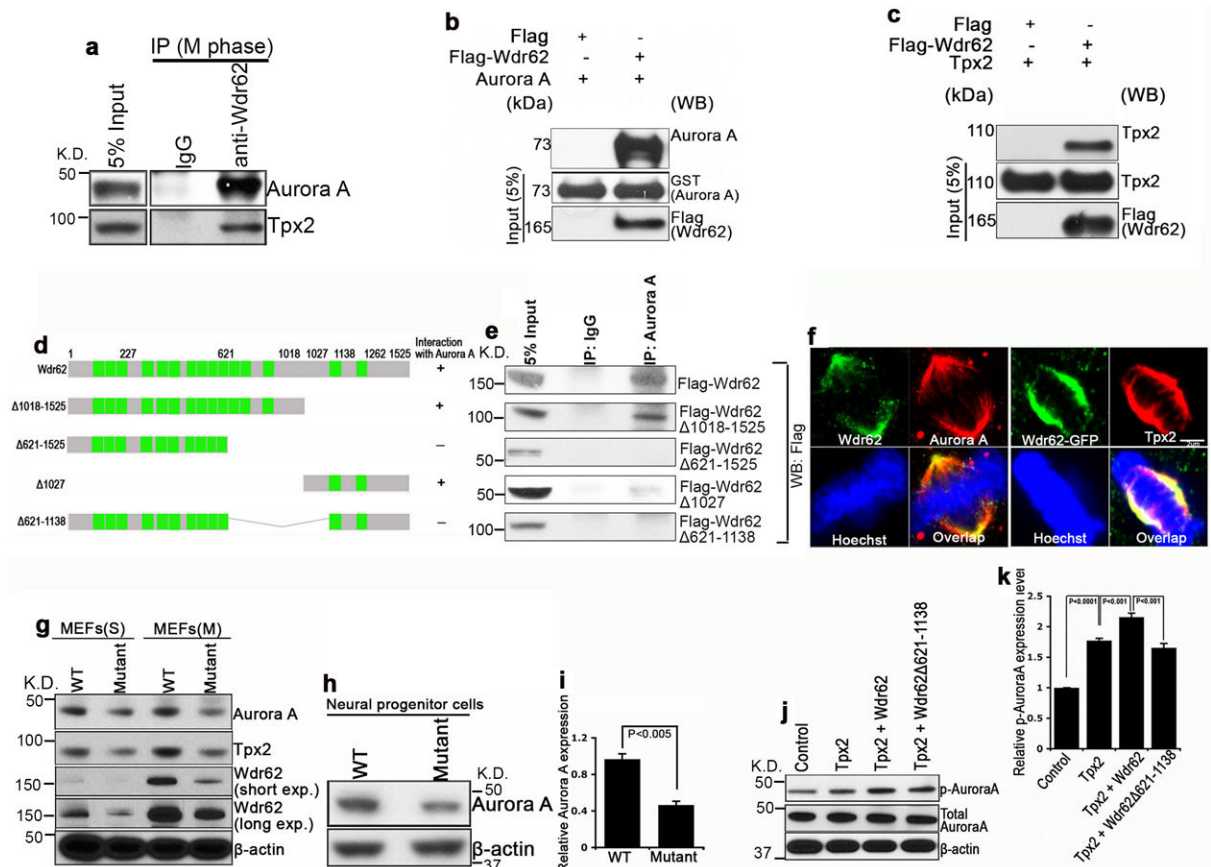 a
IP (M phase)
5% Input
IgG
anti-Wdr62
K.D.
50
Aurora A
100
Tpx2
b
Flag + -
Flag-Wdr62 - +
Aurora A + +
(kDa) (WB)
73 Aurora A
Input (5%)
73 GST
(Aurora A)
165 Flag
(Wdr62)
c
Flag + -
Flag-Wdr62 - +
Tpx2 + +
(kDa) (WB)
110 Tpx2
Input (5%)
110 Tpx2
165 Flag
(Wdr62)
d
1 227 621 1018 1027 1138 1262 1525
Interaction
with Aurora A
Wdr62 +
Δ1018-1525 +
Δ621-1525 –
Δ1027 +
Δ621-1138 –
e
5% Input
IP: IgG
IP: Aurora A
K.D.
150 Flag-Wdr62
100 Flag-Wdr62
Δ1018-1525
50 Flag-Wdr62
Δ621-1525
50 Flag-Wdr62
Δ1027
100 Flag-Wdr62
Δ621-1138
WB: Flag
f
Wdr62 Aurora A Wdr62-GFP Tpx2
2um
Hoechst Overlap Hoechst Overlap
g
MEFs(S) MEFs(M)
WT Mutant WT Mutant
K.D.
50 Aurora A
100 Tpx2
150 Wdr62
(short exp.)
150 Wdr62
(long exp.)
50 β-actin
h
Neural progenitor cells
WT Mutant
K.D.
50
Aurora A
β-actin
37
i
Relative Aurora A expression
P<0.005
1.2
0.8
0.4
0
WT Mutant
j
Control
Tpx2
Tpx2 + Wdr62
Tpx2 + Wdr62Δ621-1138
K.D.
50 p-AuroraA
50 Total
AuroraA
37 β-actin
k
Relative p-AuroraA expression level
P<0.0001 P<0.001 P<0.001
2.5
2
1.5
1
0.5
0
Control
Tpx2
Tpx2 + Wdr62
Tpx2 + Wdr62Δ621-1138